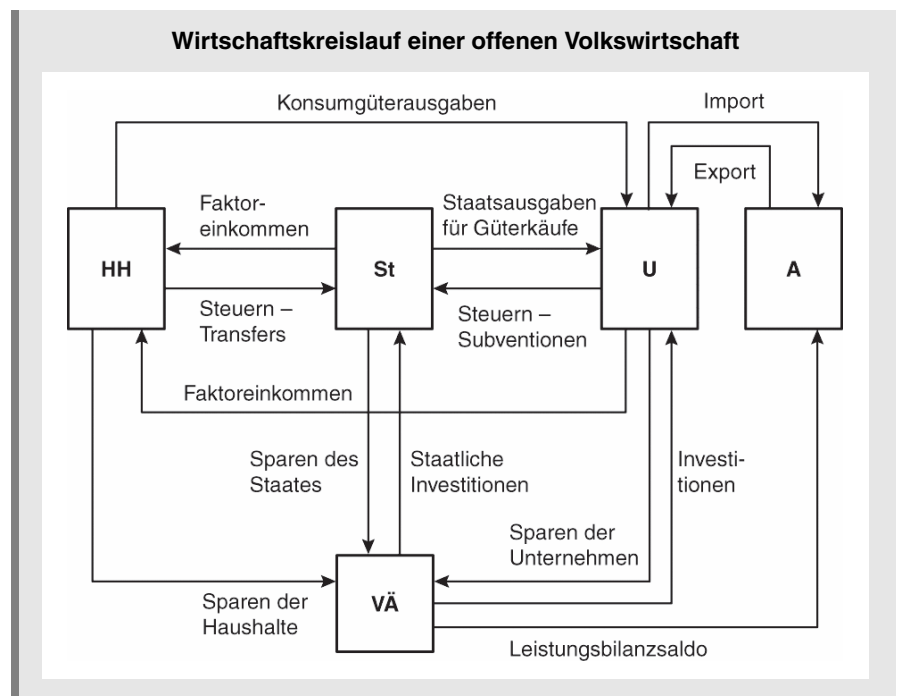 Wirtschaftskreislauf einer offenen Volkswirtschaft
Konsumgüterausgaben
Import
Export
Faktor-
einkommen
Staatsausgaben
für Güterkäufe
HH
St
U
A
Steuern –
Transfers
Steuern –
Subventionen
Faktoreinkommen
Sparen des
Staates
Staatliche
Investitionen
Investi-
tionen
Sparen der
Unternehmen
VÄ
Sparen der
Haushalte
Leistungsbilanzsaldo